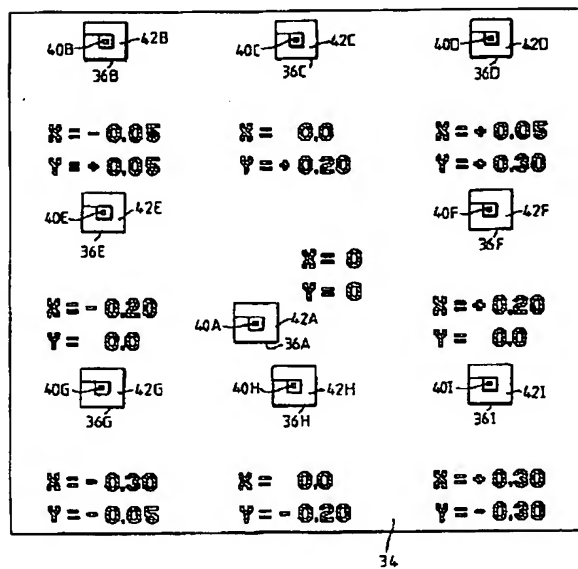 40B 42B 40C 42C 40D 42D
36B 36C 36D
X = - 0.05 X = 0.0 X = + 0.05
Y = + 0.05 Y = + 0.20 Y = + 0.30
40E 42E 40F 42F
36E 36F
X = 0
Y = 0
X = - 0.20 X = + 0.20
40A 42A
Y = 0.0 Y = 0.0
36A
40G 42G 40H 42H 40I 42I
36G 36H 36I
X = - 0.30 X = 0.0 X = + 0.30
Y = - 0.05 Y = - 0.20 Y = - 0.30
34